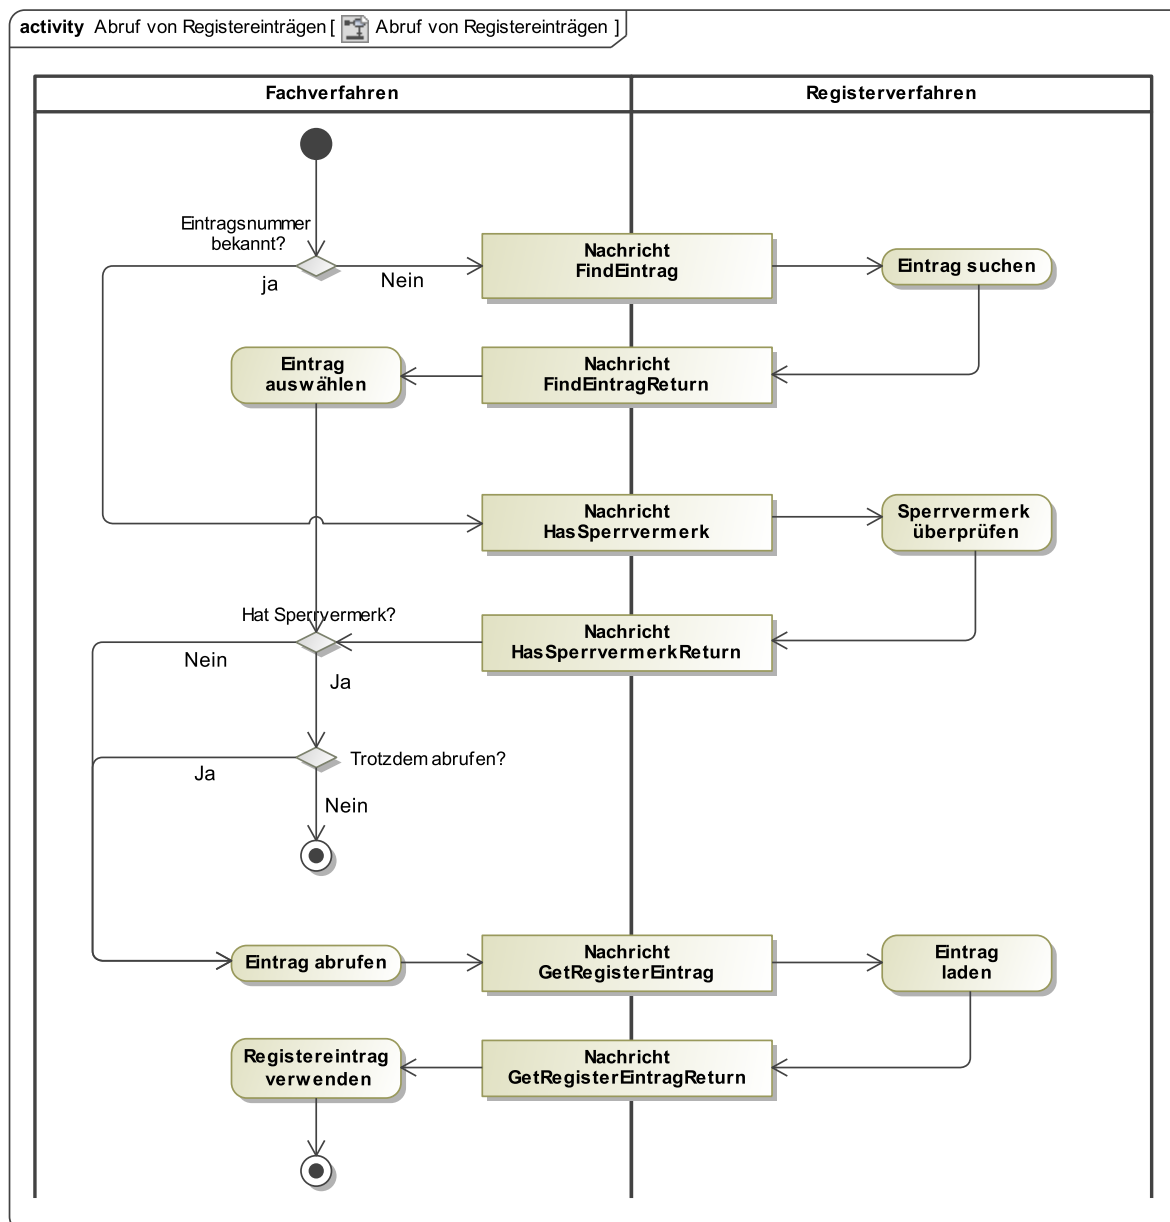 activity Abruf von Registereinträgen [ Abruf von Registereinträgen ]
Fachverfahren
Registerverfahren
Eintragsnummer
bekannt?
ja
Nein
Nachricht
FindEintrag
Eintrag suchen
Eintrag
auswählen
Nachricht
FindEintragReturn
Nachricht
HasSperrvermerk
Sperrvermerk
überprüfen
Hat Sperrvermerk?
Nein
Ja
Nachricht
HasSperrvermerkReturn
Trotzdem abrufen?
Ja
Nein
Eintrag abrufen
Nachricht
GetRegisterEintrag
Eintrag
laden
Registereintrag
verwenden
Nachricht
GetRegisterEintragReturn